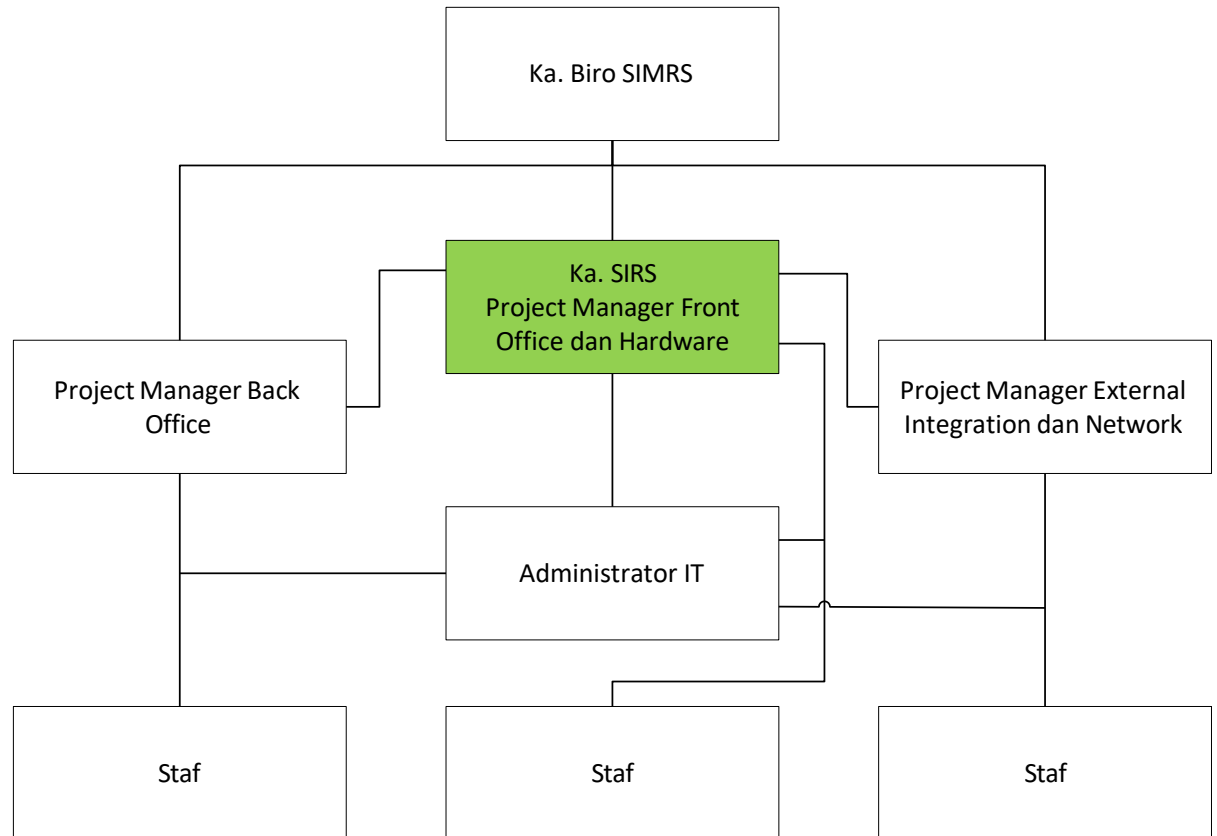 Ka. Biro SIMRS
Ka. SIRS
Project Manager Front
Office dan Hardware
Project Manager Back
Office
Project Manager External
Integration dan Network
Administrator IT
Staf
Staf
Staf